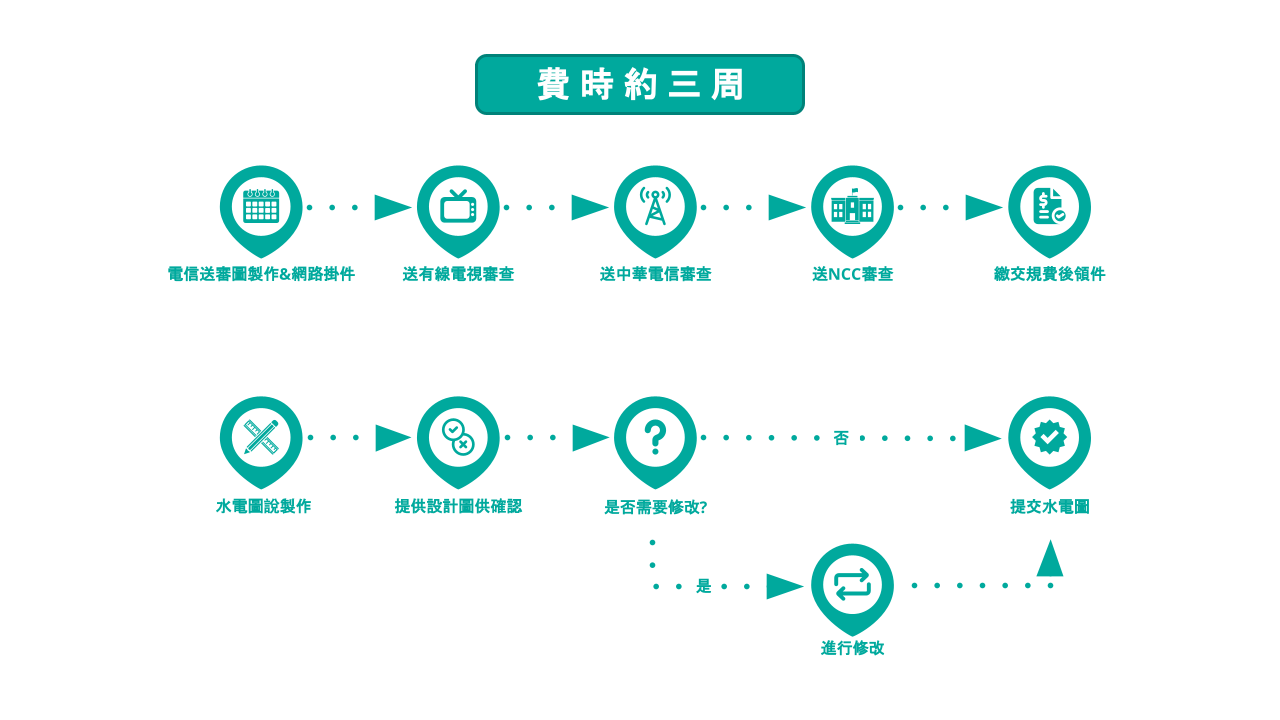 費時約三周
電信送審圖製作&網路掛件
送有線電視審查
送中華電信審查
送NCC審查
繳交規費後領件
否
水電圖說製作
提供設計圖供確認
是否需要修改?
提交水電圖
是
進行修改